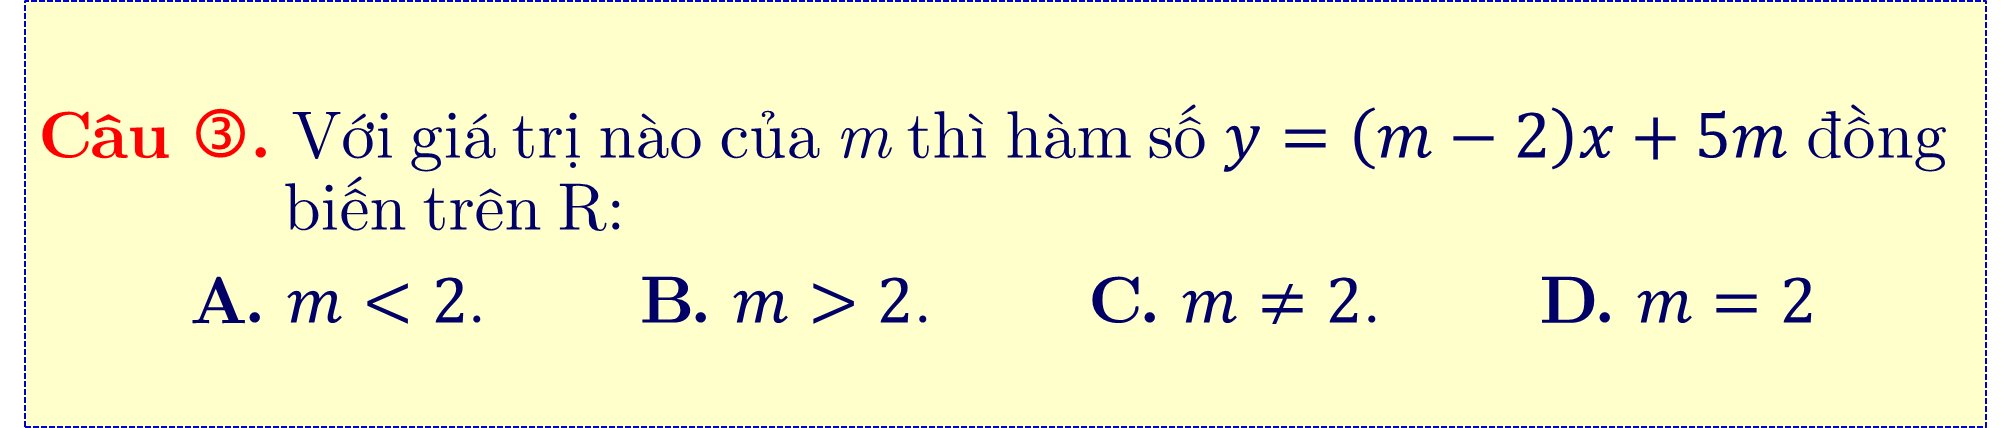 Câu ③. Với giá trị nào của m thì hàm số y = (m − 2)x + 5m đồng
biến trên R:
A. m < 2. B. m > 2. C. m ≠ 2. D. m = 2